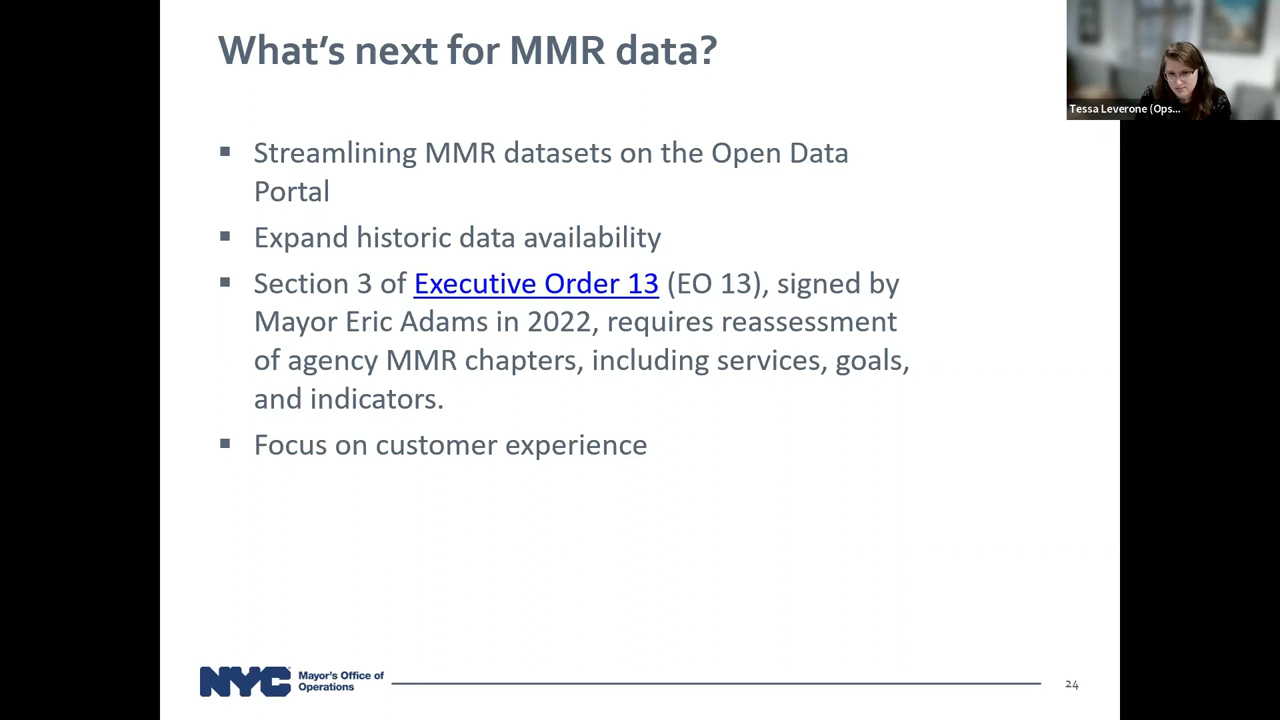 What's next for MMR data?
Tessa Leverone (Ops...
▪ Streamlining MMR datasets on the Open Data
Portal
▪ Expand historic data availability
▪ Section 3 of Executive Order 13 (EO 13), signed by
Mayor Eric Adams in 2022, requires reassessment
of agency MMR chapters, including services, goals,
and indicators.
▪ Focus on customer experience
NYC Mayor's Office of
Operations
24